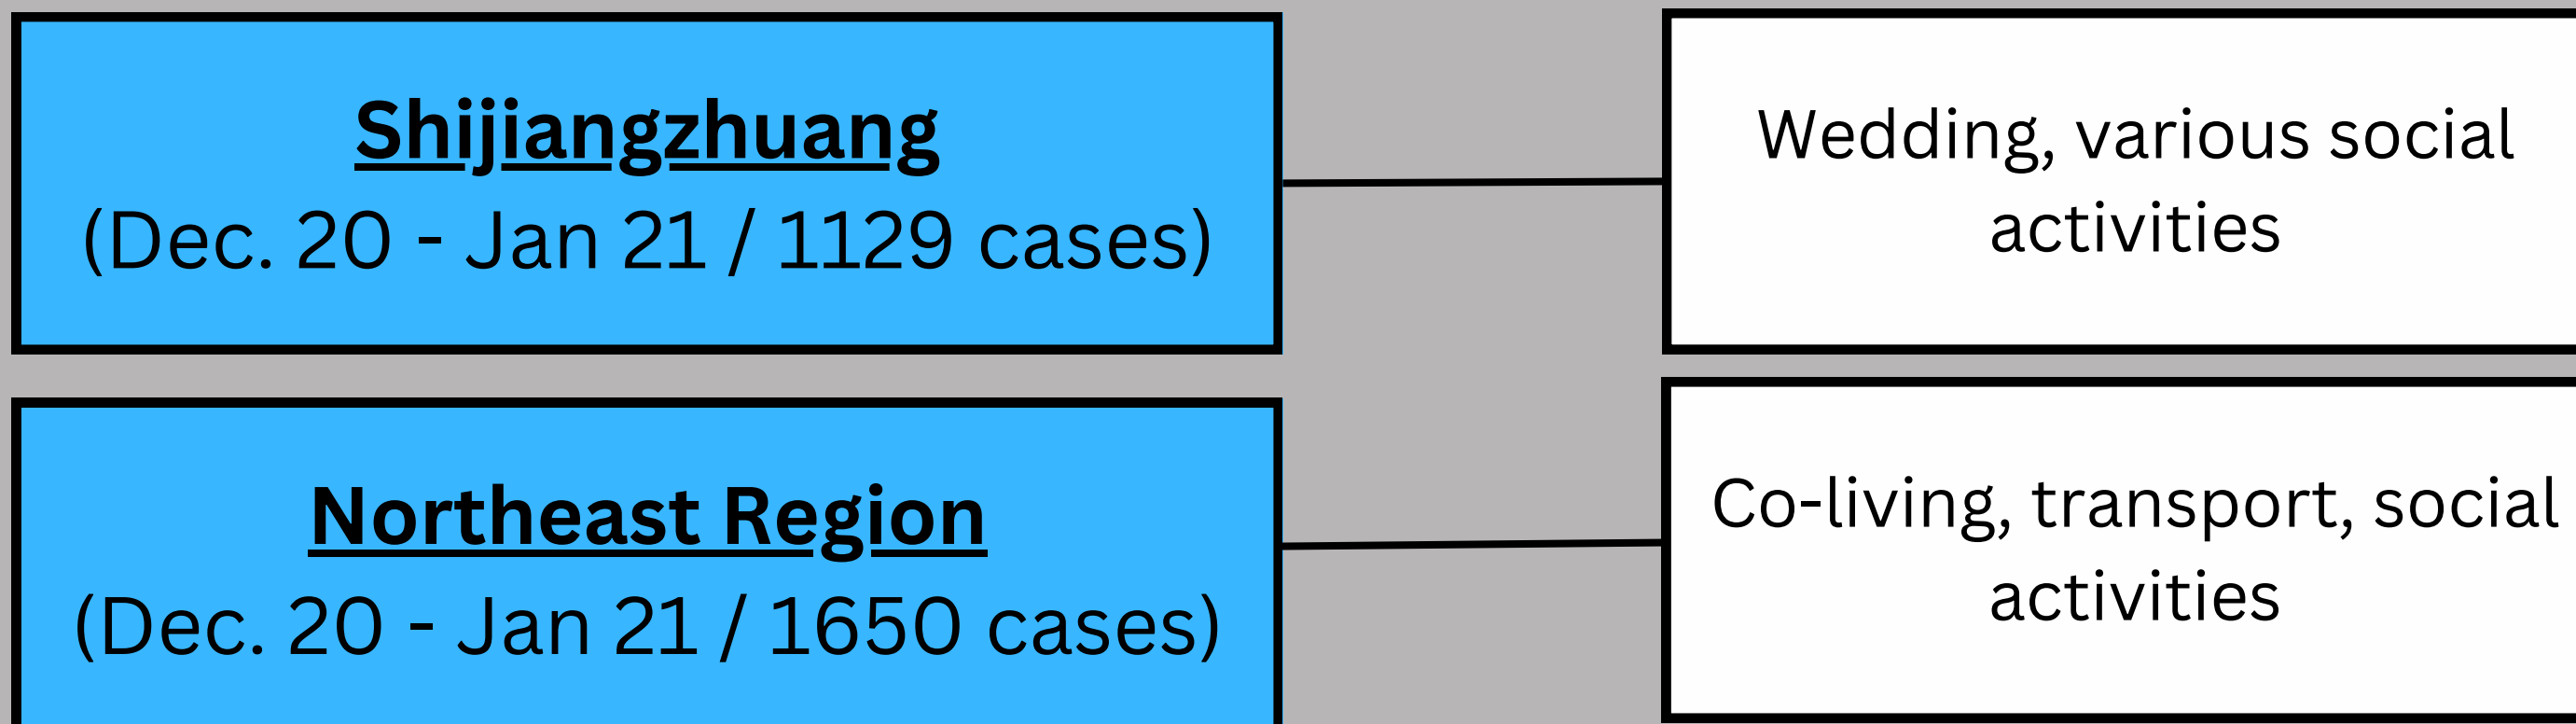 Shijiangzhuang
(Dec. 20 - Jan 21 / 1129 cases)
Wedding, various social
activities
Northeast Region
(Dec. 20 - Jan 21 / 1650 cases)
Co-living, transport, social
activities